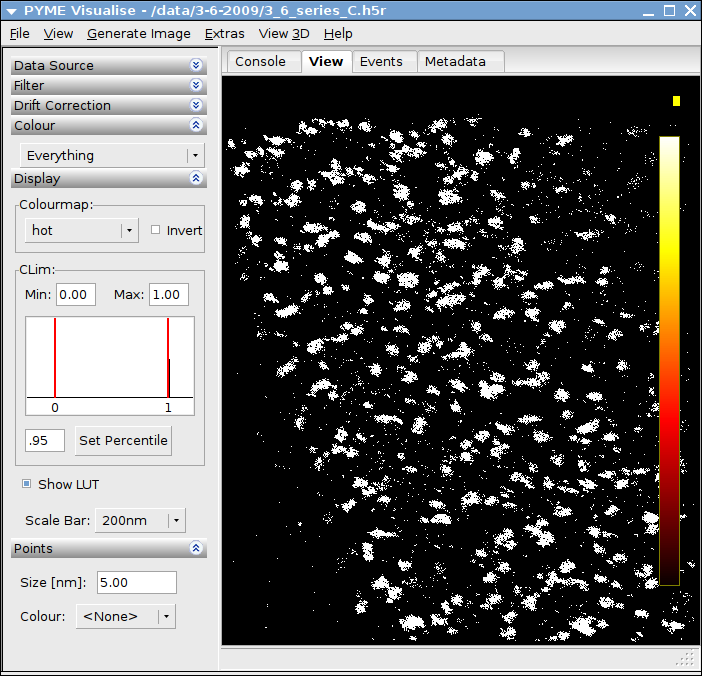 PYME Visualise - /data/3-6-2009/3_6_series_C.h5r
File View Generate Image Extras View 3D Help
Data Source
Filter
Drift Correction
Colour
Everything
Display
Colourmap:
hot Invert
CLim:
Min: 0.00 Max: 1.00
0 1
.95 Set Percentile
Show LUT
Scale Bar: 200nm
Points
Size [nm]: 5.00
Colour: <None>
Console View Events Metadata